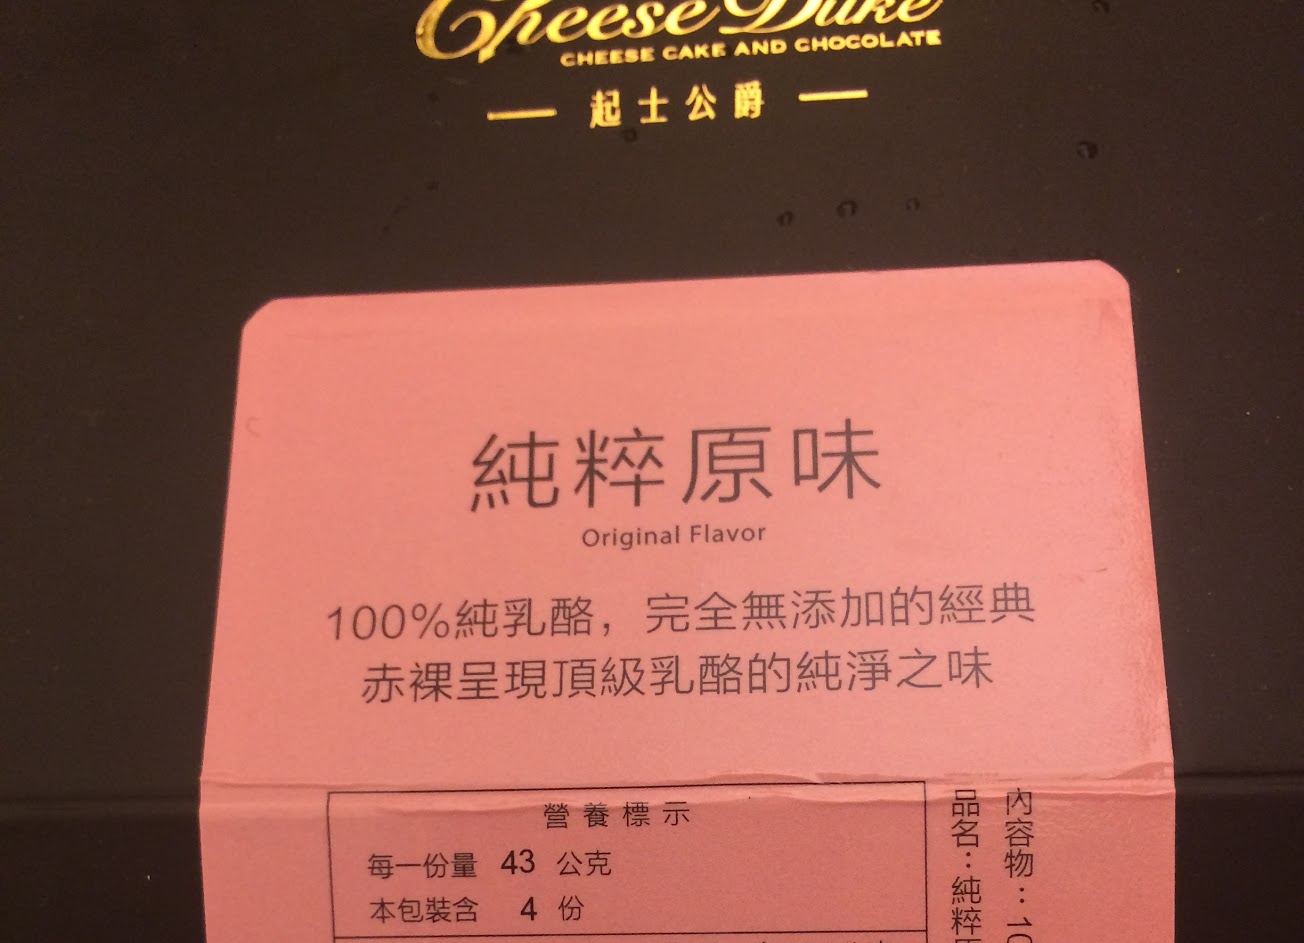 Cheese Duke
CHEESE CAKE AND CHOCOLATE
起士公爵
純粹原味
Original Flavor
100%純乳酪，完全無添加的經典
赤裸呈現頂級乳酪的純淨之味
營養標示
每一份量 43 公克
本包裝含 4 份
內容物：10
品名：純粹原